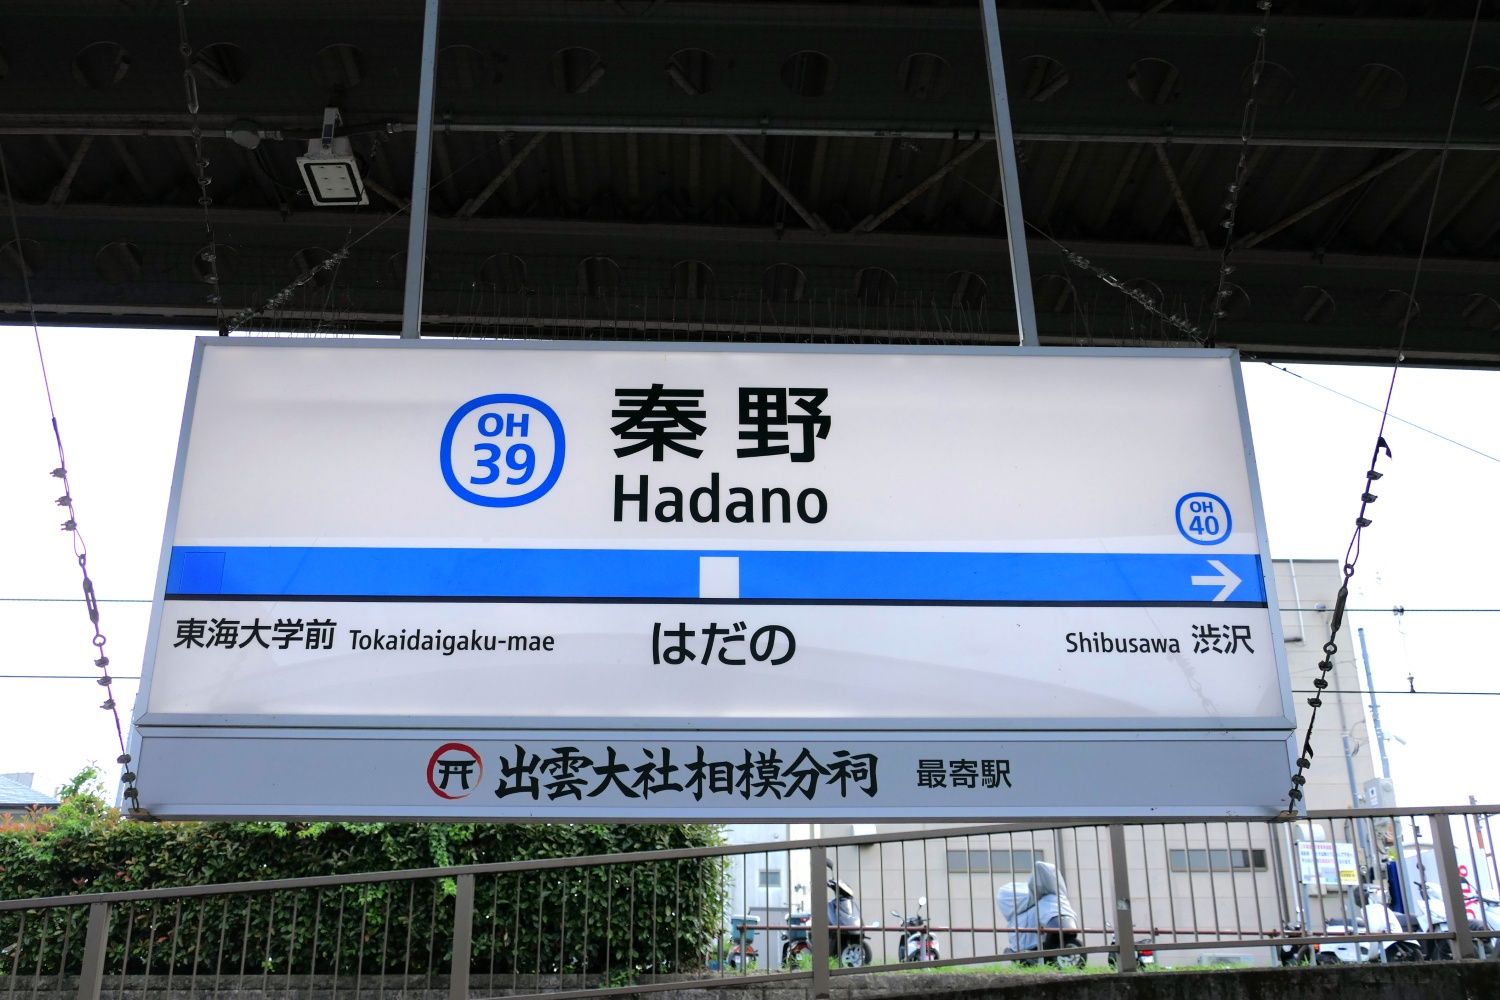 OH
39
秦野
Hadano
OH
40
東海大学前 Tokaidaigaku-mae
はだの
Shibusawa 渋沢
出雲大社相模分祠 最寄駅